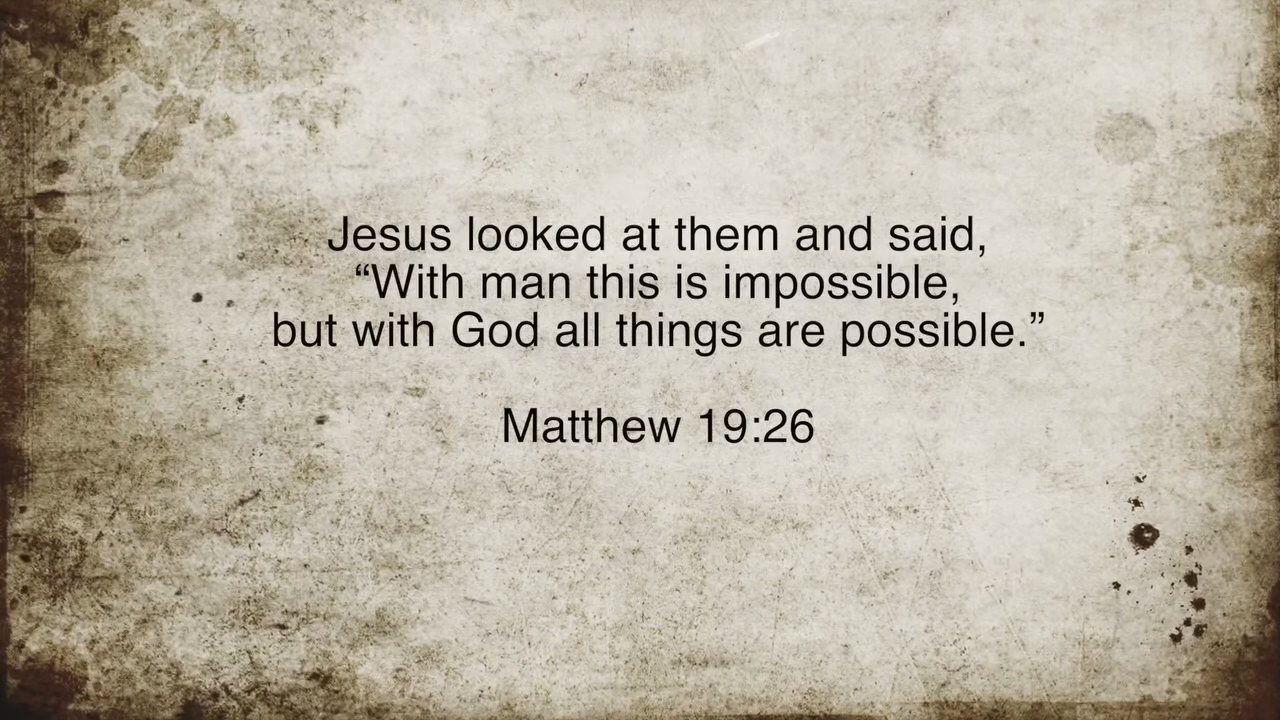 Jesus looked at them and said,
“With man this is impossible,
but with God all things are possible.”
Matthew 19:26